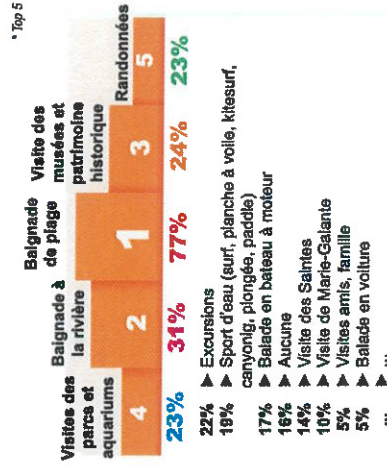 * Top 5
Visites des
parcs et
aquariums
4
23%
Baignade à
la rivière
2
31%
Baignade
de plage
1
77%
Visite des
musées et
patrimoine
historique
3
24%
Randonnées
5
23%
22% ▶ Excursions
19% ▶ Sport d'eau (surf, planche à voile, kitesurf,
canyonig, plongée, paddle)
17% ▶ Balade en bateau à moteur
16% ▶ Aucune
14% ▶ Visite des Saintes
10% ▶ Visite de Marie-Galante
5% ▶ Visites amis, famille
5% ▶ Balade en voiture